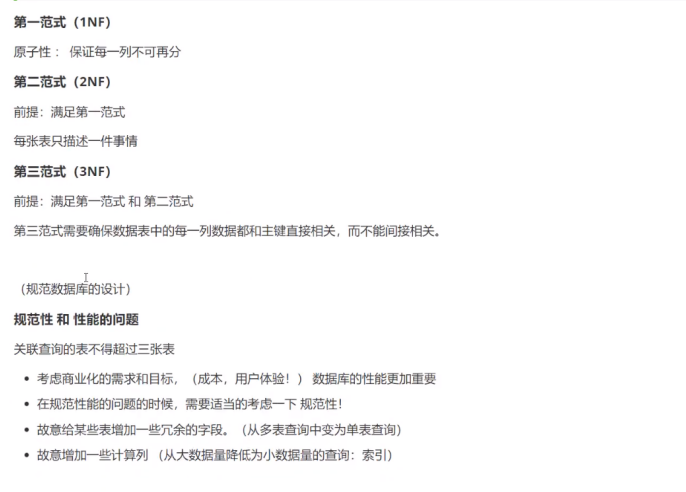 第一范式（1NF）
原子性： 保证每一列不可再分
第二范式（2NF）
前提：满足第一范式
每张表只描述一件事情
第三范式（3NF）
前提：满足第一范式 和 第二范式
第三范式需要确保数据表中的每一列数据都和主键直接相关，而不能间接相关。
（规范数据库的设计）
规范性 和 性能的问题
关联查询的表不得超过三张表
• 考虑商业化的需求和目标，（成本，用户体验！） 数据库的性能更加重要
• 在规范性能的问题的时候，需要适当的考虑一下 规范性！
• 故意给某些表增加一些冗余的字段。（从多表查询中变为单表查询）
• 故意增加一些计算列 （从大数据量降低为小数据量的查询：索引）